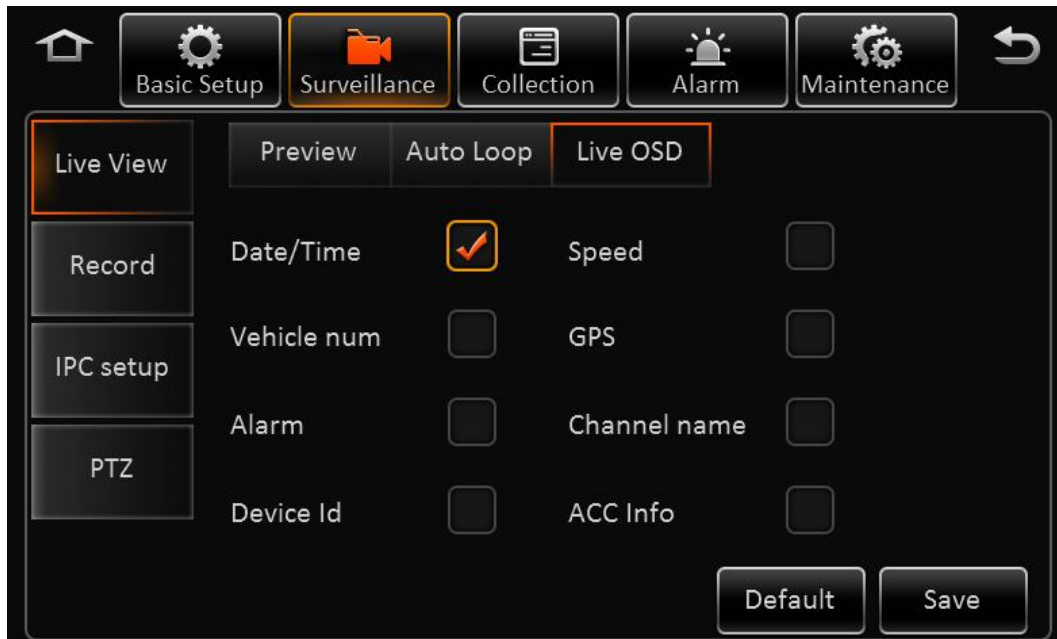 Basic Setup
Surveillance
Collection
Alarm
Maintenance
Live View
Preview
Auto Loop
Live OSD
Record
IPC setup
PTZ
Date/Time
Speed
Vehicle num
GPS
Alarm
Channel name
Device Id
ACC Info
Default
Save